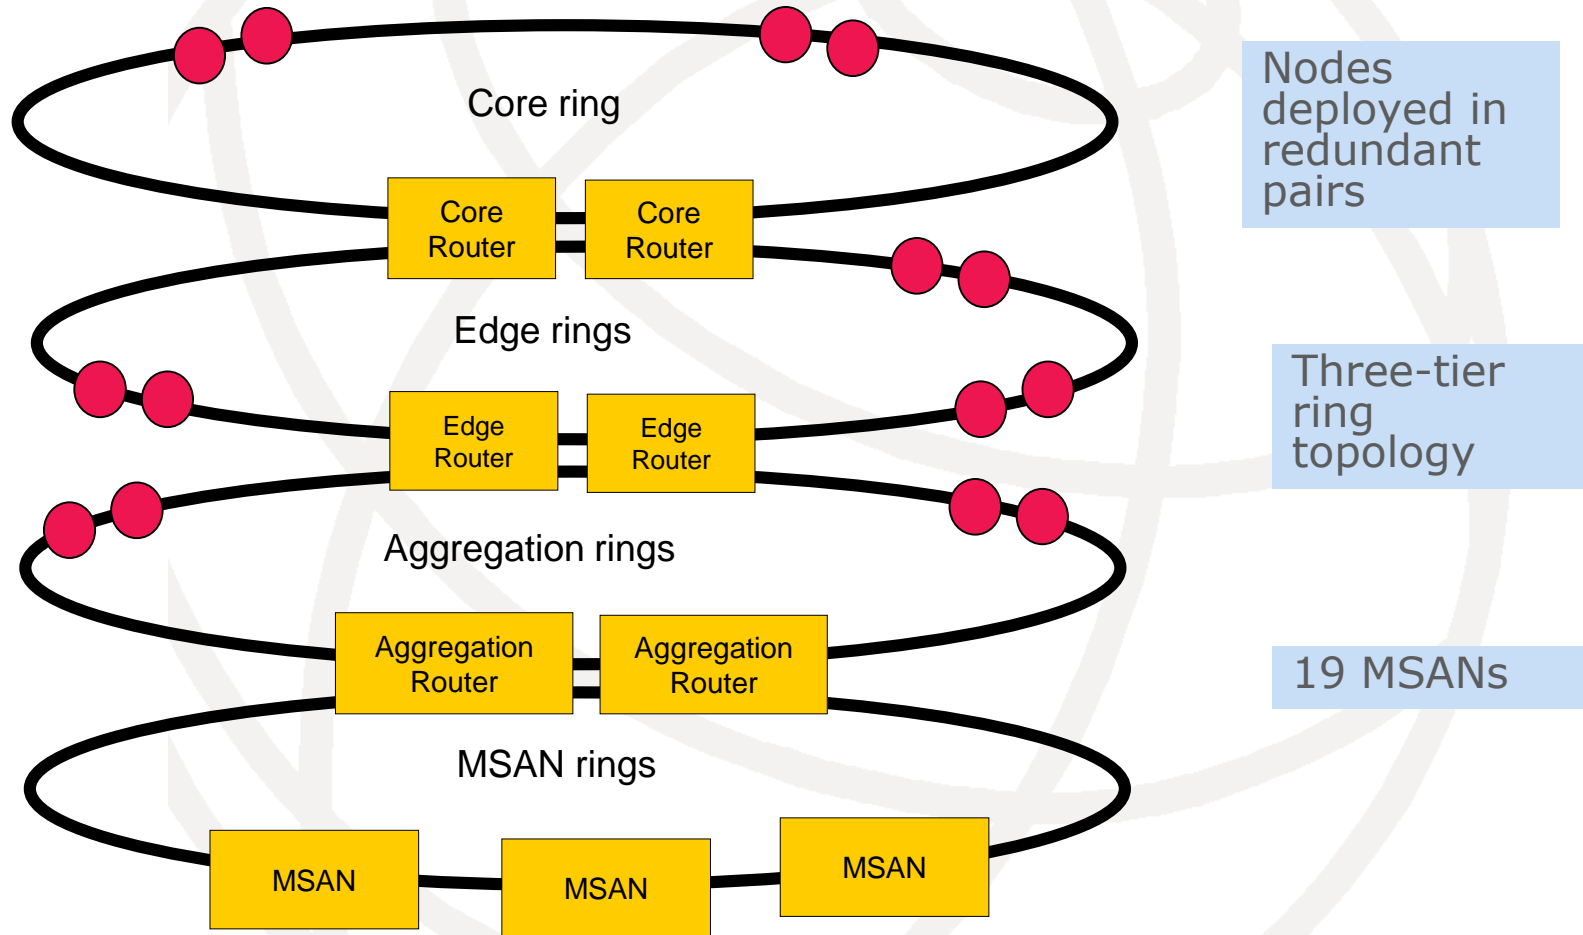 Core ring
Core
Router
Core
Router
Edge rings
Edge
Router
Edge
Router
Aggregation rings
Aggregation
Router
Aggregation
Router
MSAN rings
MSAN
MSAN
MSAN
Nodes
deployed in
redundant
pairs
Three-tier
ring
topology
19 MSANs